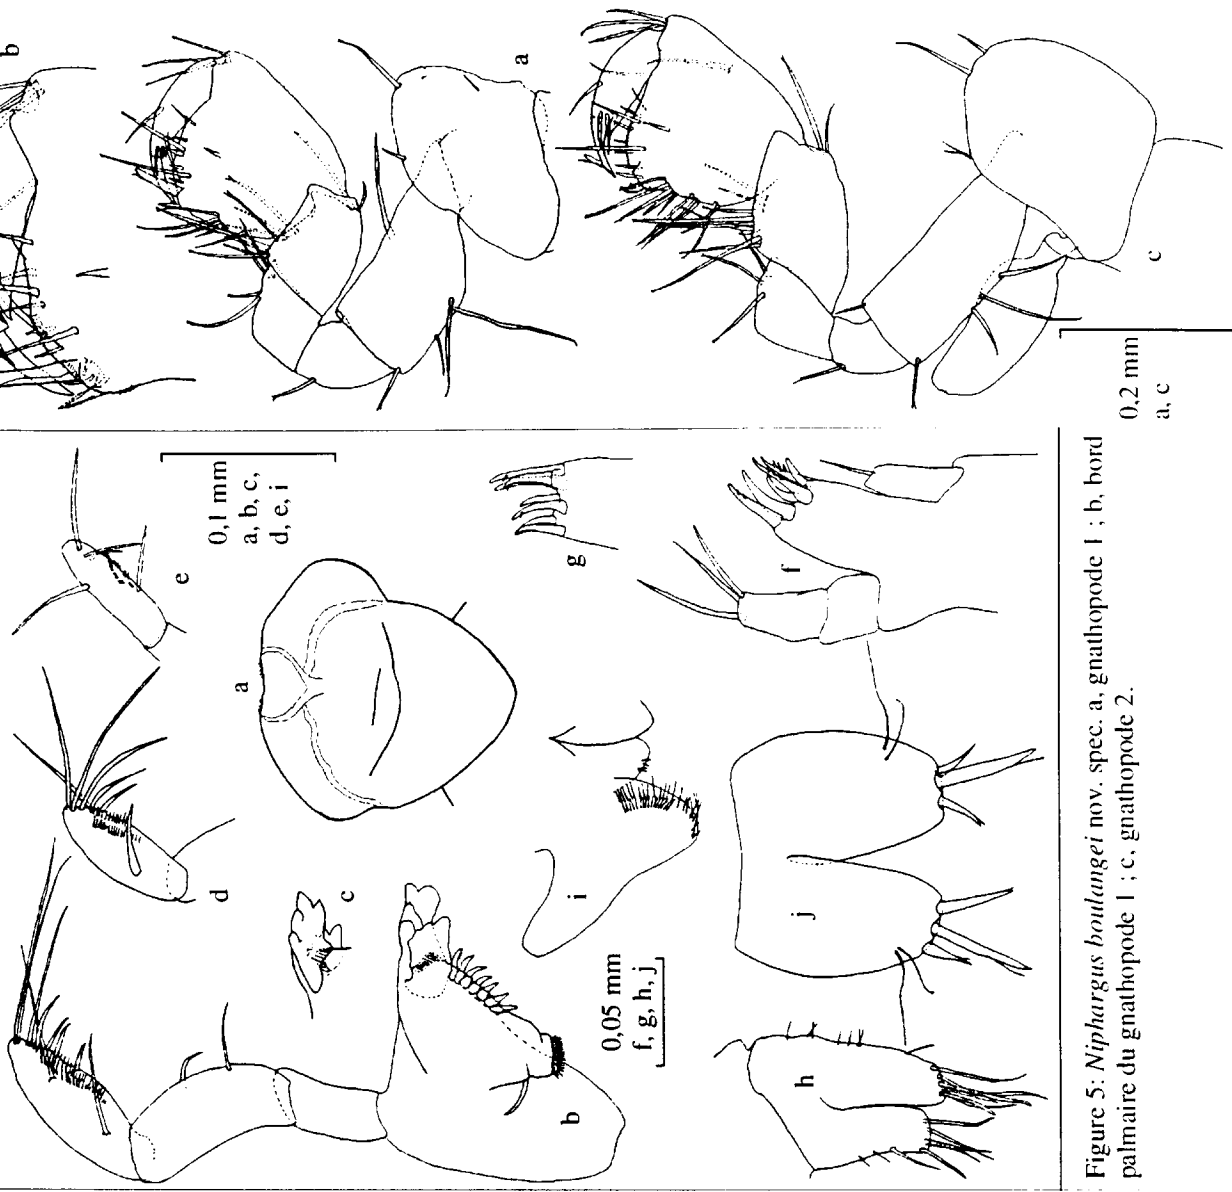 b
a
c
0,2 mm
a, c
e
0,1 mm
a, b, c,
d, e, i
a
g
f
d
c
i
j
0,05 mm
f, g, h, j
b
h
Figure 5: Niphargus boulangei nov. spec. a, gnathopode 1 ; b, bord
palmaire du gnathopode 1 ; c, gnathopode 2.